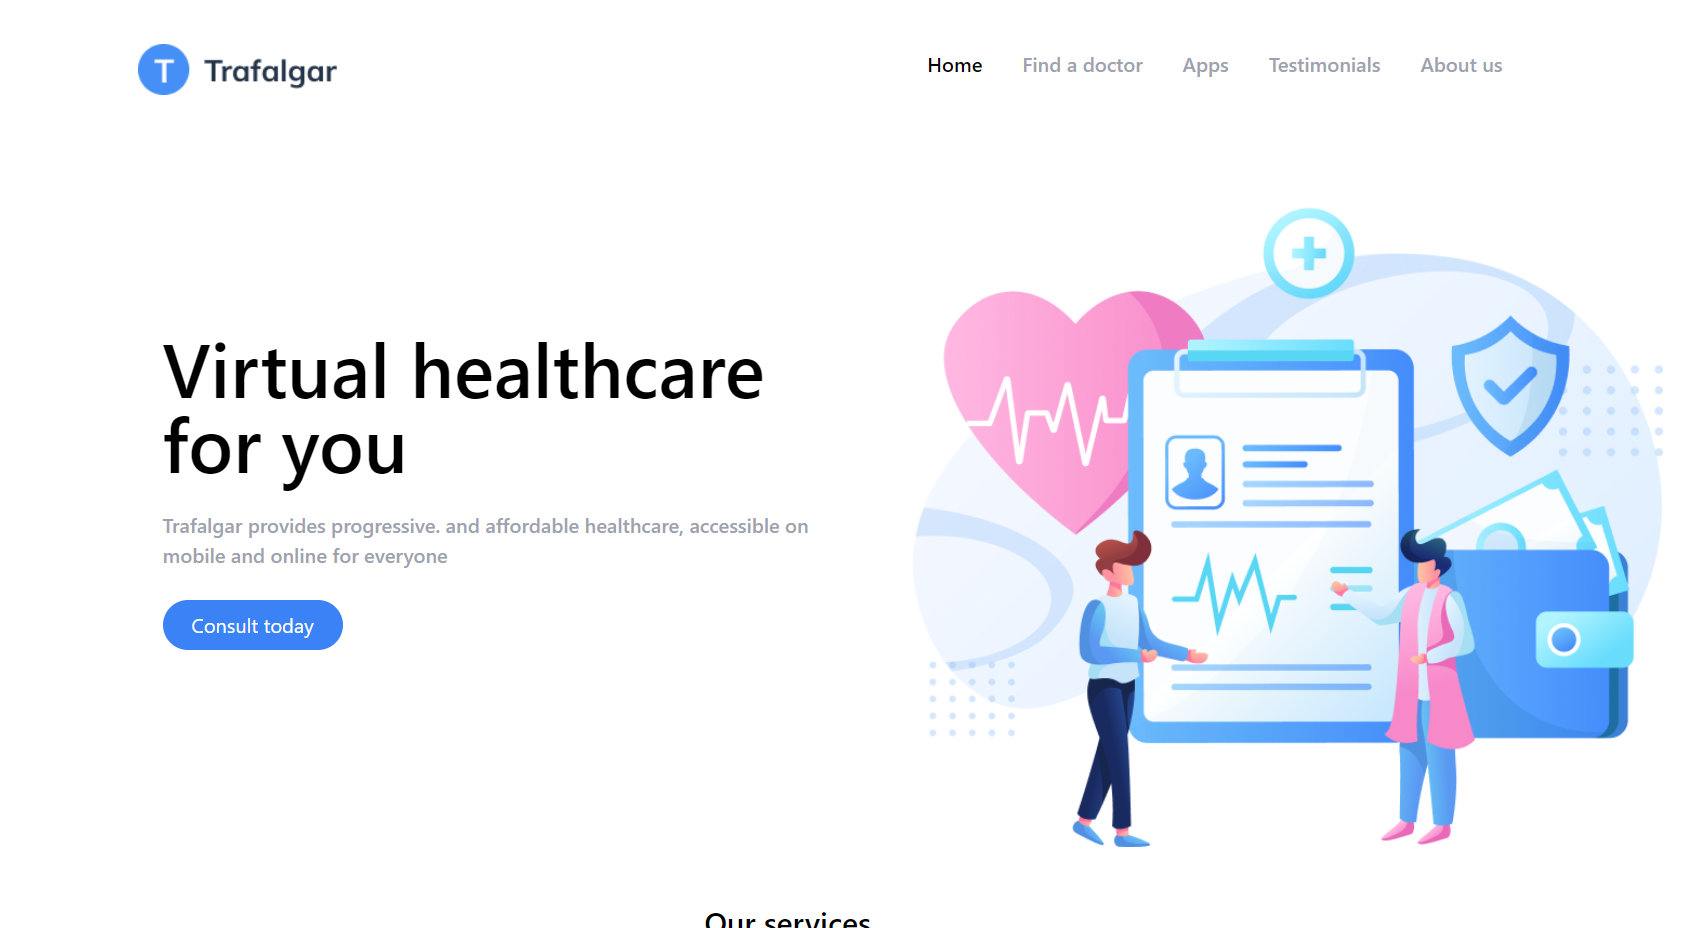 T Trafalgar
Home Find a doctor Apps Testimonials About us
Virtual healthcare
for you
Trafalgar provides progressive. and affordable healthcare, accessible on
mobile and online for everyone
Consult today
Our services